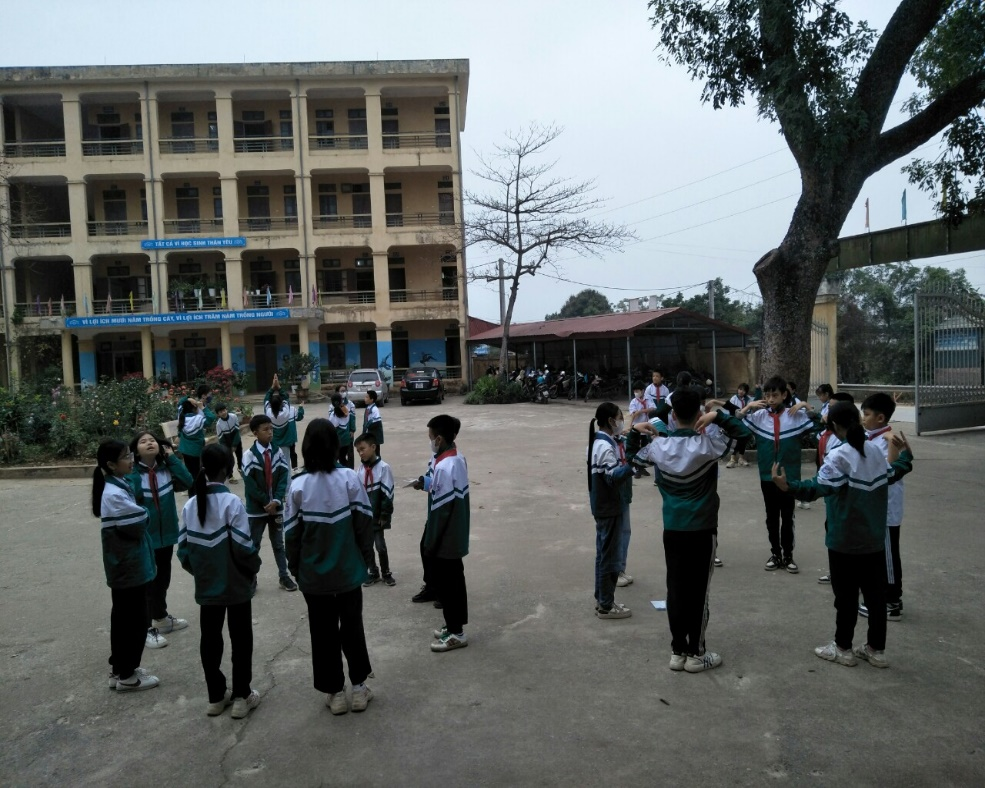 TẤT CẢ VÌ HỌC SINH THÂN YÊU
VÌ LỢI ÍCH MƯỜI NĂM TRỒNG CÂY, VÌ LỢI ÍCH TRĂM NĂM TRỒNG NGƯỜI